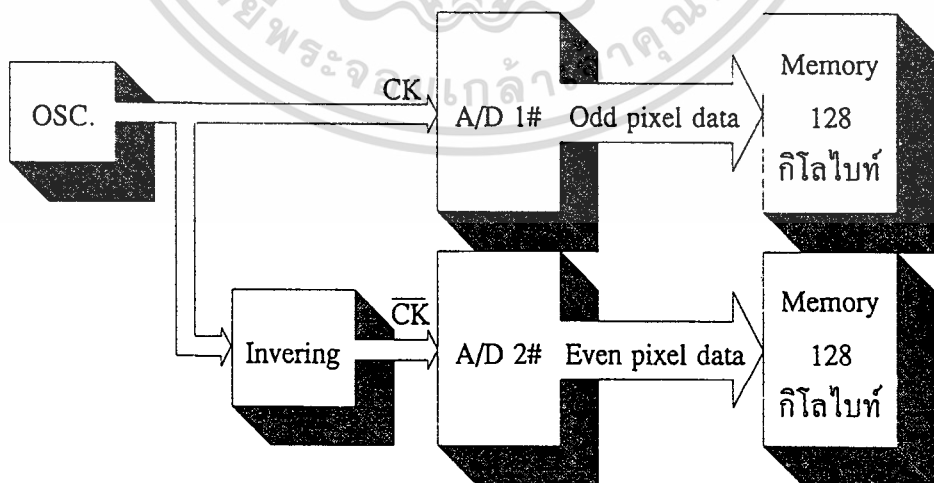 OSC.
CK
A/D 1#
Odd pixel data
Memory
128
กิโลไบท์
Invering
C̅K̅
A/D 2#
Even pixel data
Memory
128
กิโลไบท์